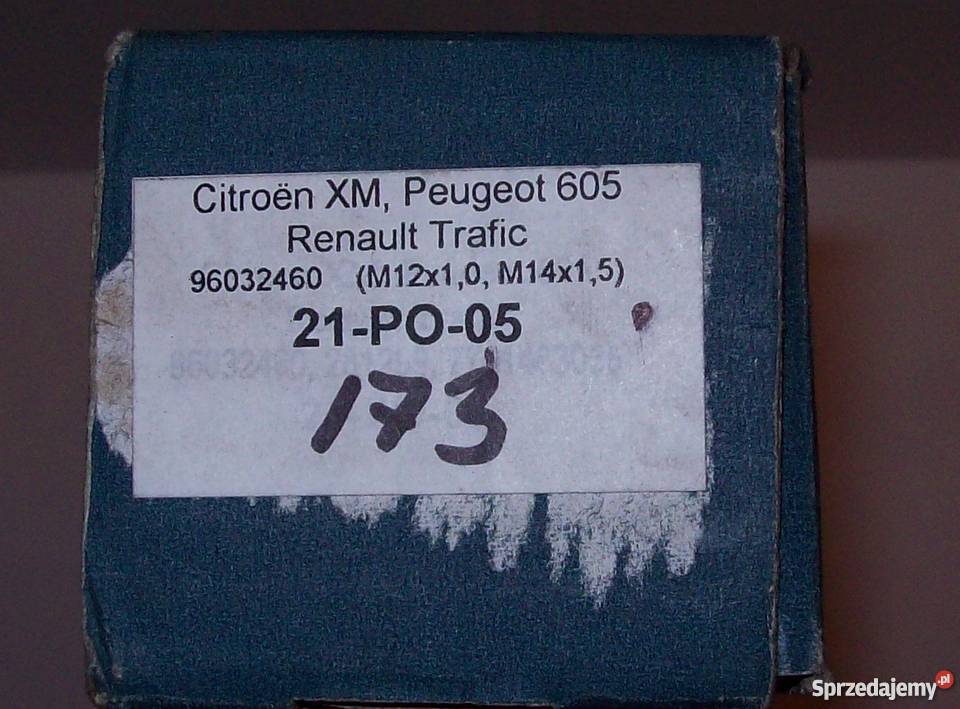 Citroën XM, Peugeot 605
Renault Trafic
96032460 (M12x1,0, M14x1,5)
21-PO-05
173
Sprzedajemy.pl